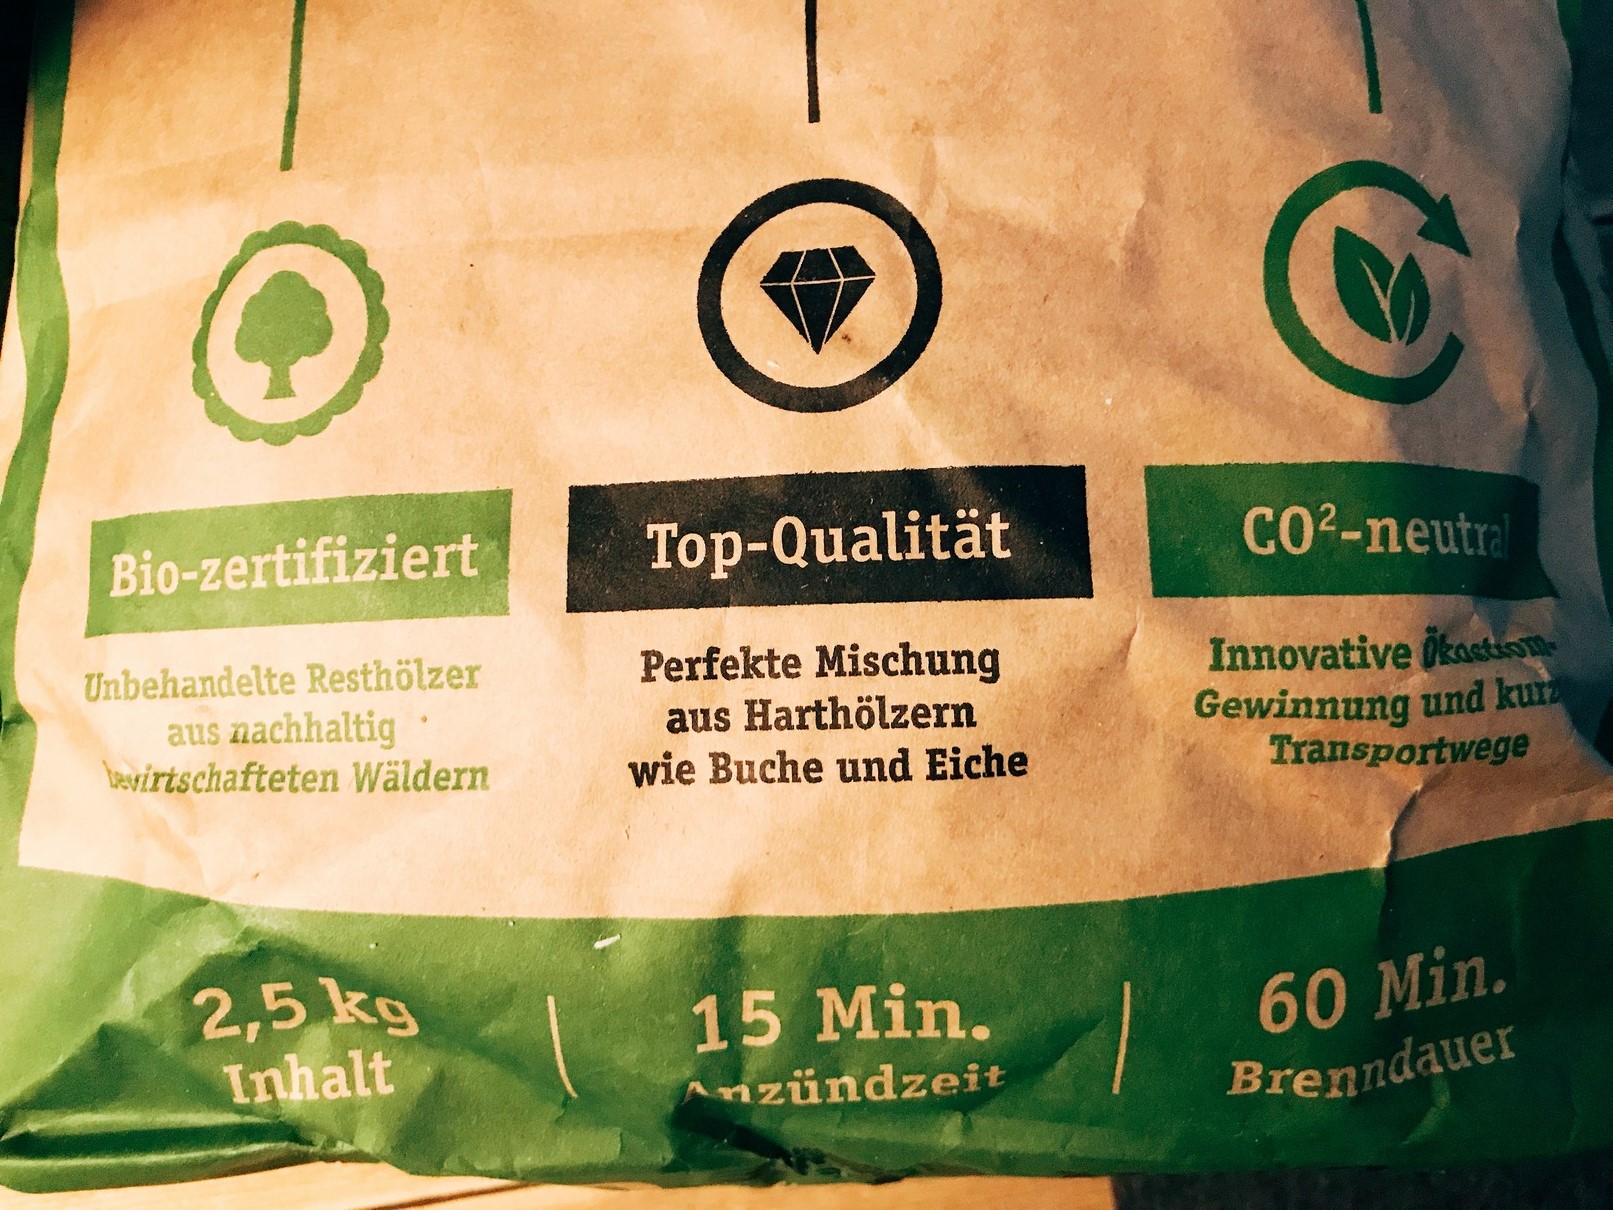 Bio-zertifiziert
Unbehandelte Resthölzer
aus nachhaltig
bewirtschafteten Wäldern
Top-Qualität
Perfekte Mischung
aus Harthölzern
wie Buche und Eiche
CO²-neutral
Innovative
Gewinnung und
Transportwege
2,5 kg
Inhalt
15 Min.
Anzündzeit
60 Min.
Brenndauer